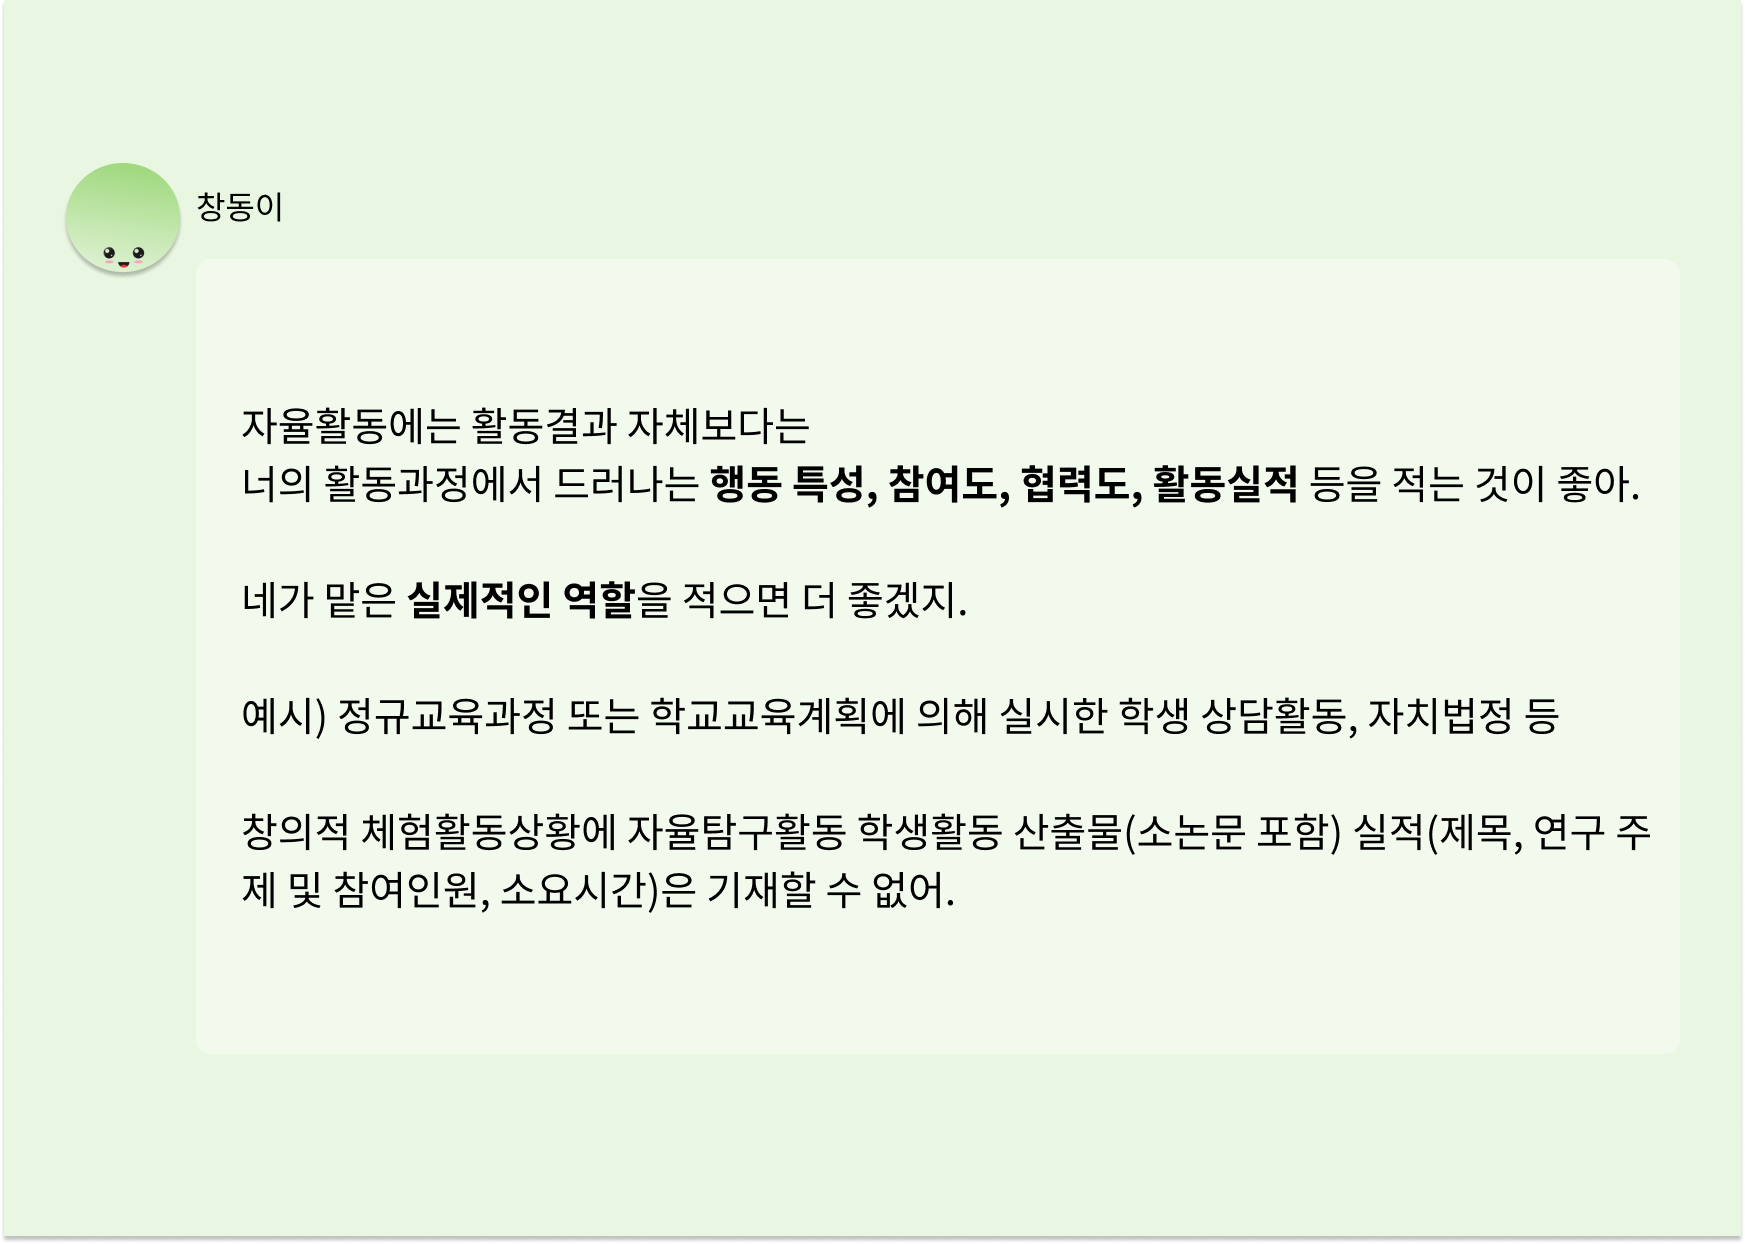 창동이
자율활동에는 활동결과 자체보다는
너의 활동과정에서 드러나는 행동 특성, 참여도, 협력도, 활동실적 등을 적는 것이 좋아.
네가 맡은 실제적인 역할을 적으면 더 좋겠지.
예시) 정규교육과정 또는 학교교육계획에 의해 실시한 학생 상담활동, 자치법정 등
창의적 체험활동상황에 자율탐구활동 학생활동 산출물(소논문 포함) 실적(제목, 연구 주
제 및 참여인원, 소요시간)은 기재할 수 없어.